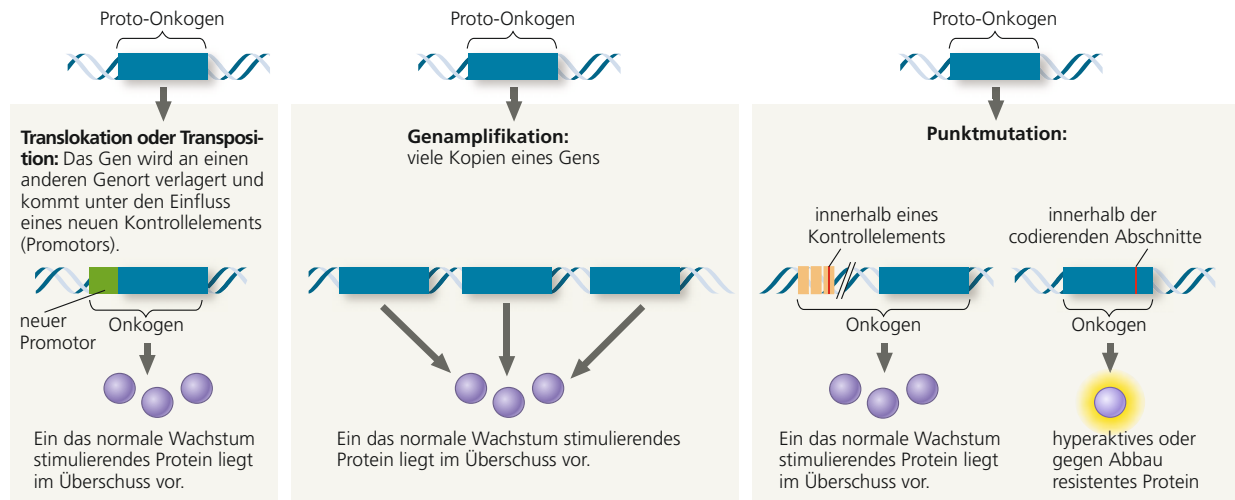 Proto-Onkogen
Translokation oder Transposi-
tion: Das Gen wird an einen
anderen Genort verlagert und
kommt unter den Einfluss
eines neuen Kontrollelements
(Promotors).
neuer
Promotor
Onkogen
Ein das normale Wachstum
stimulierendes Protein liegt
im Überschuss vor.
Proto-Onkogen
Genamplifikation:
viele Kopien eines Gens
Ein das normale Wachstum stimulierendes
Protein liegt im Überschuss vor.
Proto-Onkogen
Punktmutation:
innerhalb eines
Kontrollelements
Onkogen
Ein das normale Wachstum
stimulierendes Protein liegt
im Überschuss vor.
innerhalb der
codierenden Abschnitte
Onkogen
hyperaktives oder
gegen Abbau
resistentes Protein